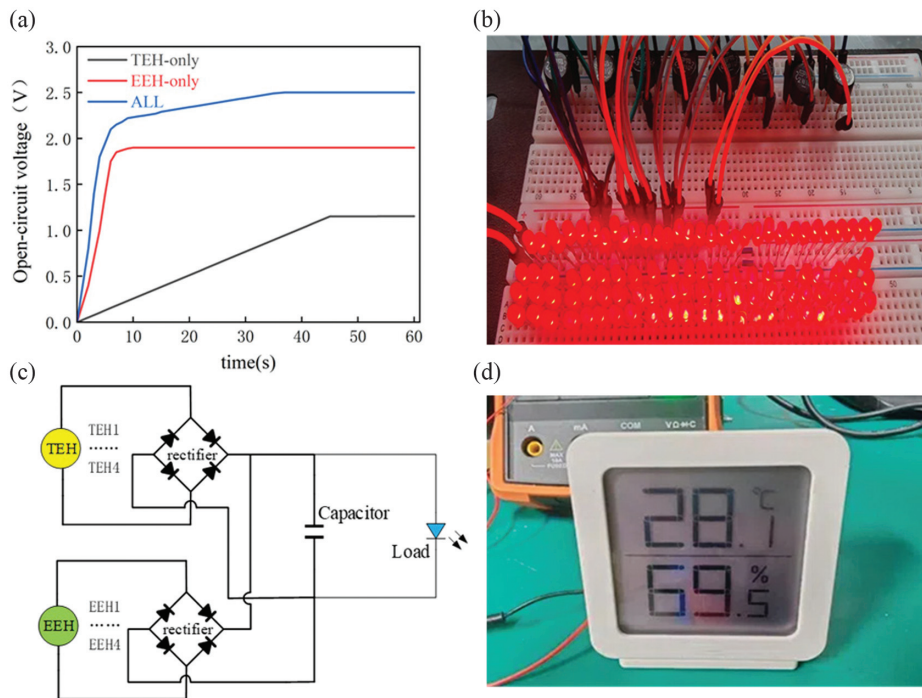 (a)
3.0
2.5
2.0
1.5
1.0
0.5
0.0
Open-circuit voltage （V）
TEH-only
EEH-only
ALL
0 10 20 30 40 50 60
time(s)
(b)
(c)
TEH
TEH1
……
TEH4
rectifier
Capacitor
Load
EEH
EEH1
……
EEH4
rectifier
(d)
A mA COM VΩ
28.1 ℃
69.5 %